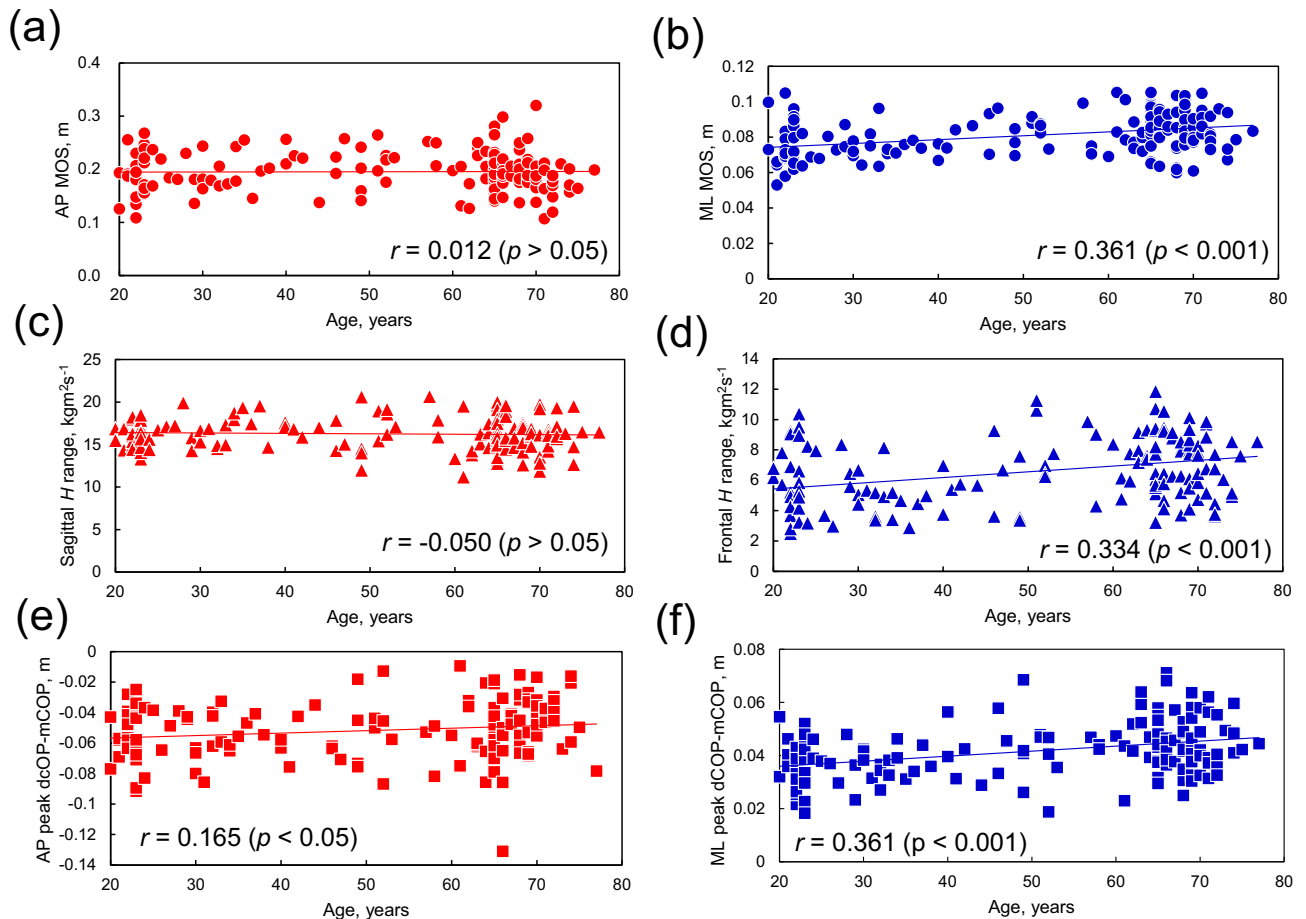 (a)
0.4
0.3
0.2
0.1
0.0
AP MOS, m
r = 0.012 (p > 0.05)
20 30 40 50 60 70 80
Age, years
(b)
0.12
0.1
0.08
0.06
0.04
0.02
0
ML MOS, m
r = 0.361 (p < 0.001)
20 30 40 50 60 70 80
Age, years
(c)
25
20
15
10
5
0
Sagittal H range, kgm²s⁻¹
r = -0.050 (p > 0.05)
20 30 40 50 60 70 80
Age, years
(d)
14
12
10
8
6
4
2
0
Frontal H range, kgm²s⁻¹
r = 0.334 (p < 0.001)
20 30 40 50 60 70 80
Age, years
(e)
0
-0.02
-0.04
-0.06
-0.08
-0.1
-0.12
-0.14
AP peak dcOP-mCOP, m
r = 0.165 (p < 0.05)
20 30 40 50 60 70 80
Age, years
(f)
0.08
0.06
0.04
0.02
0
ML peak dCOP-mCOP, m
r = 0.361 (p < 0.001)
20 30 40 50 60 70 80
Age, years